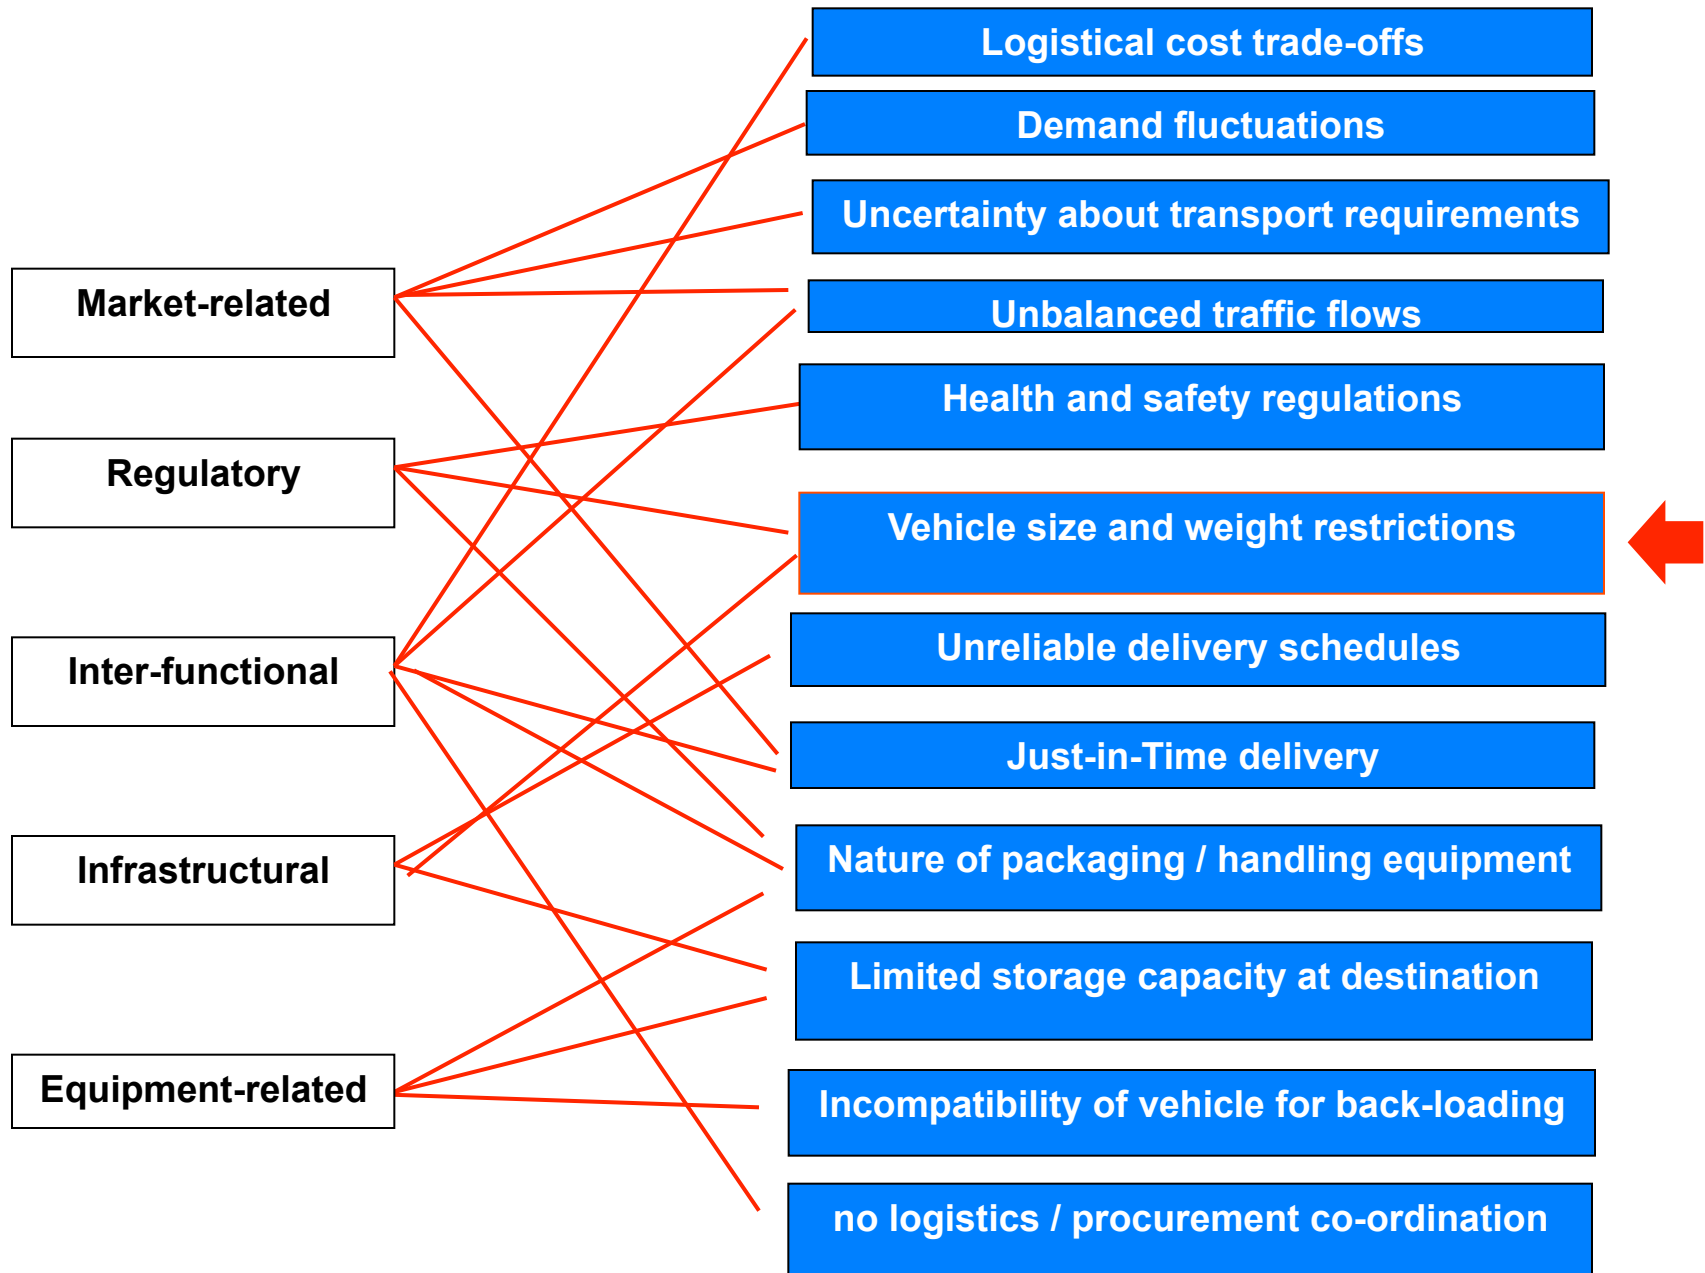 Market-related
Regulatory
Inter-functional
Infrastructural
Equipment-related
Logistical cost trade-offs
Demand fluctuations
Uncertainty about transport requirements
Unbalanced traffic flows
Health and safety regulations
Vehicle size and weight restrictions
Unreliable delivery schedules
Just-in-Time delivery
Nature of packaging / handling equipment
Limited storage capacity at destination
Incompatibility of vehicle for back-loading
no logistics / procurement co-ordination